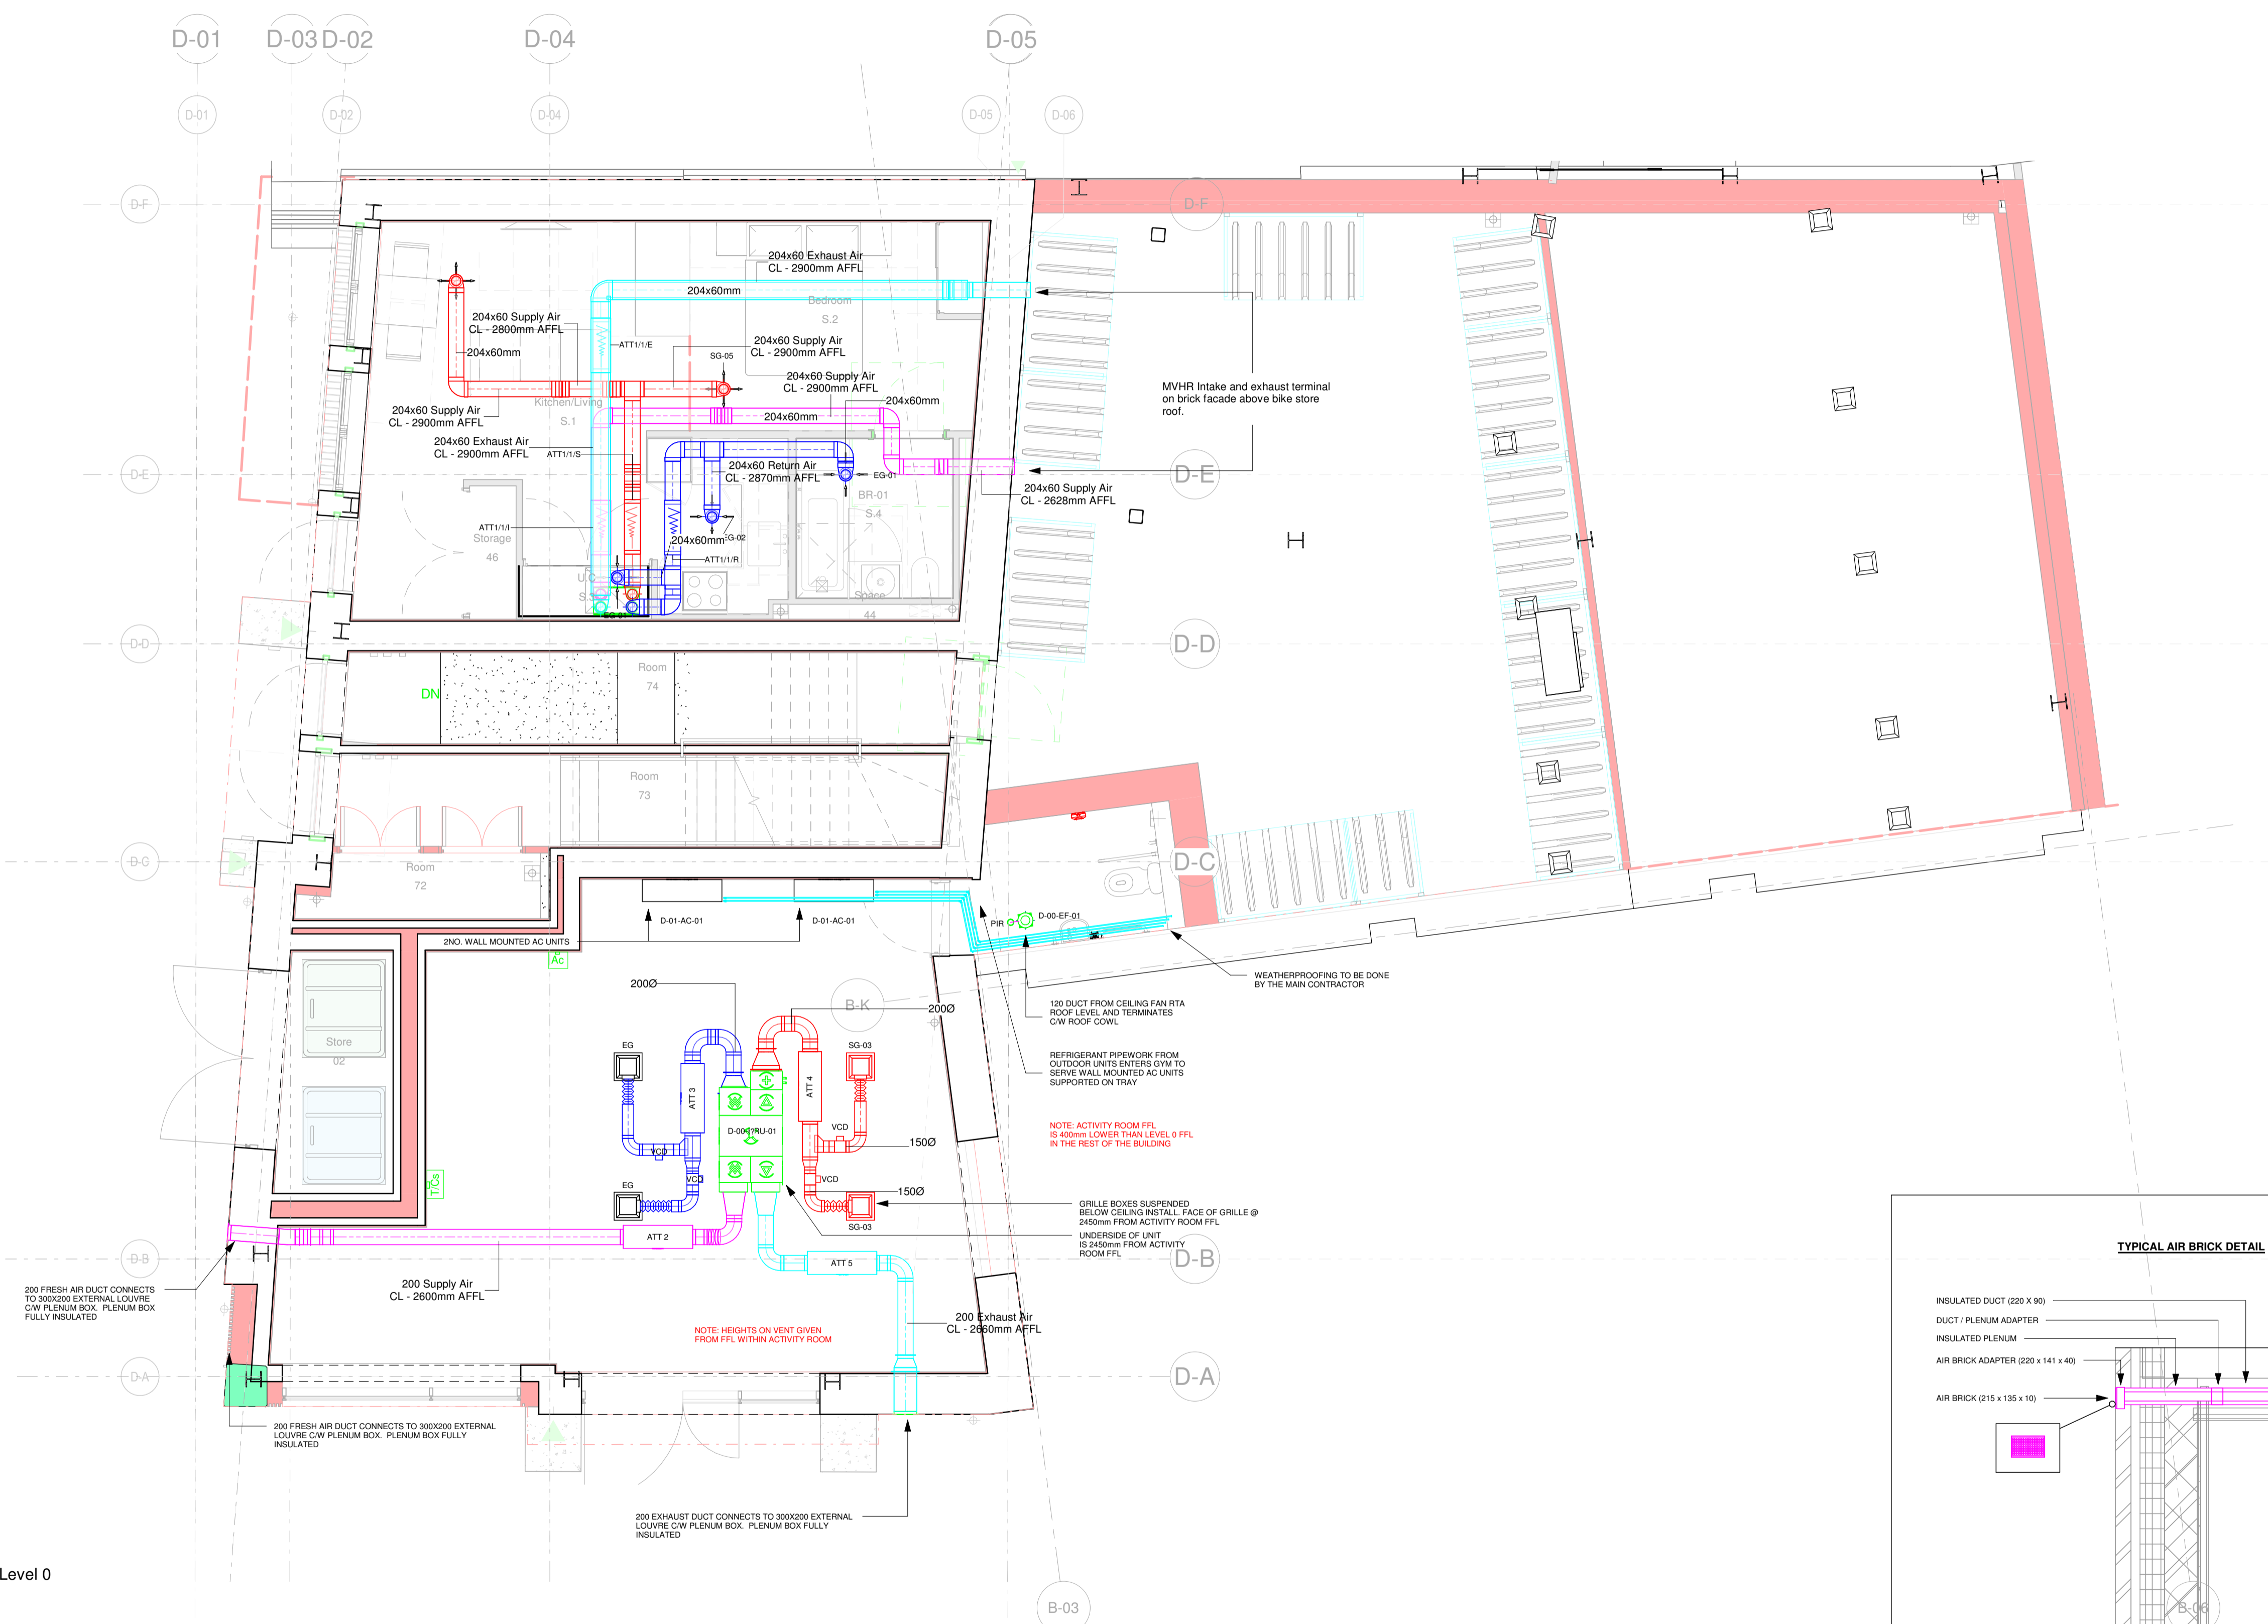 D-01
D-03
D-02
D-04
D-05
D-01
D-02
D-04
D-05
D-06
D-F
D-F
204x60 Exhaust Air
CL - 2900mm AFFL
204x60mm
Bedroom
S.2
204x60 Supply Air
CL - 2800mm AFFL
204x60mm
ATT1/1/E
204x60 Supply Air
CL - 2900mm AFFL
SG-05
204x60 Supply Air
CL - 2900mm AFFL
204x60mm
MVHR Intake and exhaust terminal
on brick facade above bike store
roof.
Kitchen/Living
S.1
204x60 Supply Air
CL - 2900mm AFFL
204x60mm
204x60 Exhaust Air
CL - 2900mm AFFL
ATT1/1/S
204x60 Return Air
CL - 2870mm AFFL
EG-01
D-E
D-E
204x60 Supply Air
CL - 2628mm AFFL
BR-01
S.4
ATT1/1/I
Storage
46
204x60mm
EG-02
ATT1/1/R
Space
44
EG-01
D-D
D-D
Room
74
DN
Room
73
D-C
D-C
Room
72
D-01-AC-01
D-01-AC-01
2NO. WALL MOUNTED AC UNITS
PIR
D-00-EF-01
Ac
WEATHERPROOFING TO BE DONE
BY THE MAIN CONTRACTOR
200Ø
200Ø
B-K
120 DUCT FROM CEILING FAN RTA
ROOF LEVEL AND TERMINATES
C/W ROOF COWL
Store
02
EG
SG-03
REFRIGERANT PIPEWORK FROM
OUTDOOR UNITS ENTERS GYM TO
SERVE WALL MOUNTED AC UNITS
SUPPORTED ON TRAY
ATT 3
ATT 4
VCD
NOTE: ACTIVITY ROOM FFL
IS 400mm LOWER THAN LEVEL 0 FFL
IN THE REST OF THE BUILDING
150Ø
VCD
T/Cs
VCD
VCD
EG
150Ø
SG-03
GRILLE BOXES SUSPENDED
BELOW CEILING INSTALL. FACE OF GRILLE @
2450mm FROM ACTIVITY ROOM FFL
UNDERSIDE OF UNIT
IS 2450mm FROM ACTIVITY
ROOM FFL
ATT 2
ATT 5
D-B
D-B
TYPICAL AIR BRICK DETAIL
200 FRESH AIR DUCT CONNECTS
TO 300X200 EXTERNAL LOUVRE
C/W PLENUM BOX. PLENUM BOX
FULLY INSULATED
200 Supply Air
CL - 2600mm AFFL
INSULATED DUCT (220 X 90)
DUCT / PLENUM ADAPTER
INSULATED PLENUM
AIR BRICK ADAPTER (220 x 141 x 40)
AIR BRICK (215 x 135 x 10)
NOTE: HEIGHTS ON VENT GIVEN
FROM FFL WITHIN ACTIVITY ROOM
200 Exhaust Air
CL - 2660mm AFFL
D-A
D-A
200 FRESH AIR DUCT CONNECTS TO 300X200 EXTERNAL
LOUVRE C/W PLENUM BOX. PLENUM BOX FULLY
INSULATED
200 EXHAUST DUCT CONNECTS TO 300X200 EXTERNAL
LOUVRE C/W PLENUM BOX. PLENUM BOX FULLY
INSULATED
Level 0
B-03
B-06